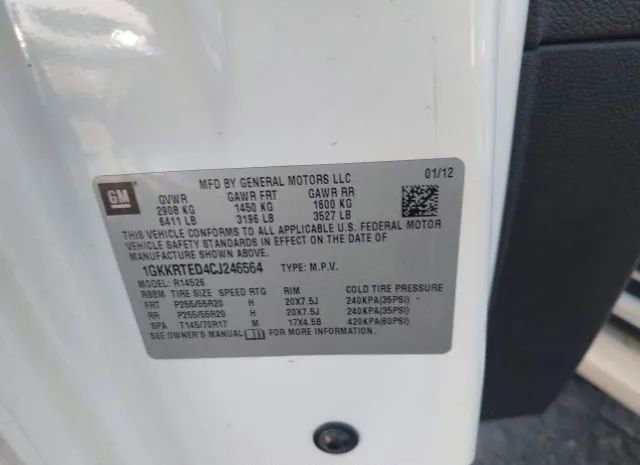 GM
MFD BY GENERAL MOTORS LLC 01/12
GVWR GAWR FRT GAWR RR
2908 KG 1450 KG 1600 KG
6411 LB 3196 LB 3527 LB
THIS VEHICLE CONFORMS TO ALL APPLICABLE U.S. FEDERAL MOTOR
VEHICLE SAFETY STANDARDS IN EFFECT ON THE DATE OF
MANUFACTURE SHOWN ABOVE.
1GKKRTED4CJ246564 TYPE: M.P.V.
MODEL: R14526
RBBM TIRE SIZE SPEED RTG RIM COLD TIRE PRESSURE
FRT P255/55R20 H 20X7.5J 240KPA(35PSI)
RR P255/55R20 H 20X7.5J 240KPA(35PSI)
SPA T145/70R17 M 17X4.5B 420KPA(60PSI)
SEE OWNER'S MANUAL FOR MORE INFORMATION.